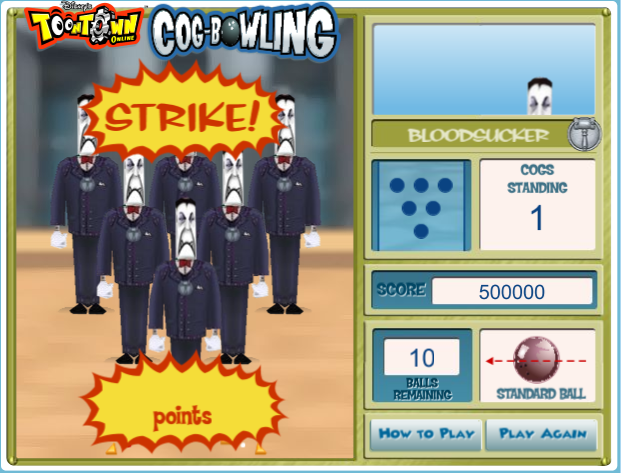 Disney's
TOONTOWN
ONLINE
COG-BOWLING
STRIKE!
points
BLOODSUCKER
COGS
STANDING
1
SCORE
500000
10
BALLS
REMAINING
STANDARD BALL
HOW TO PLAY
PLAY AGAIN